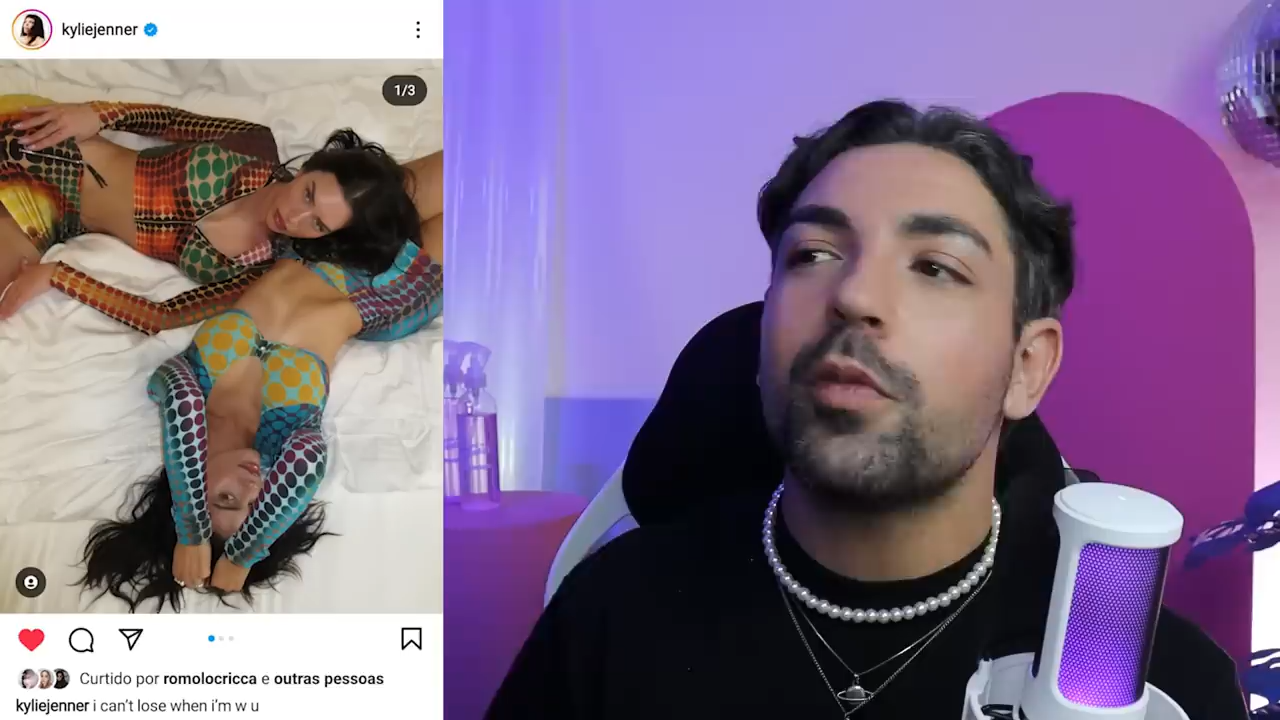 kyliejenner
1/3
Curtido por romolocricca e outras pessoas
kyliejenner i can't lose when i'm w u